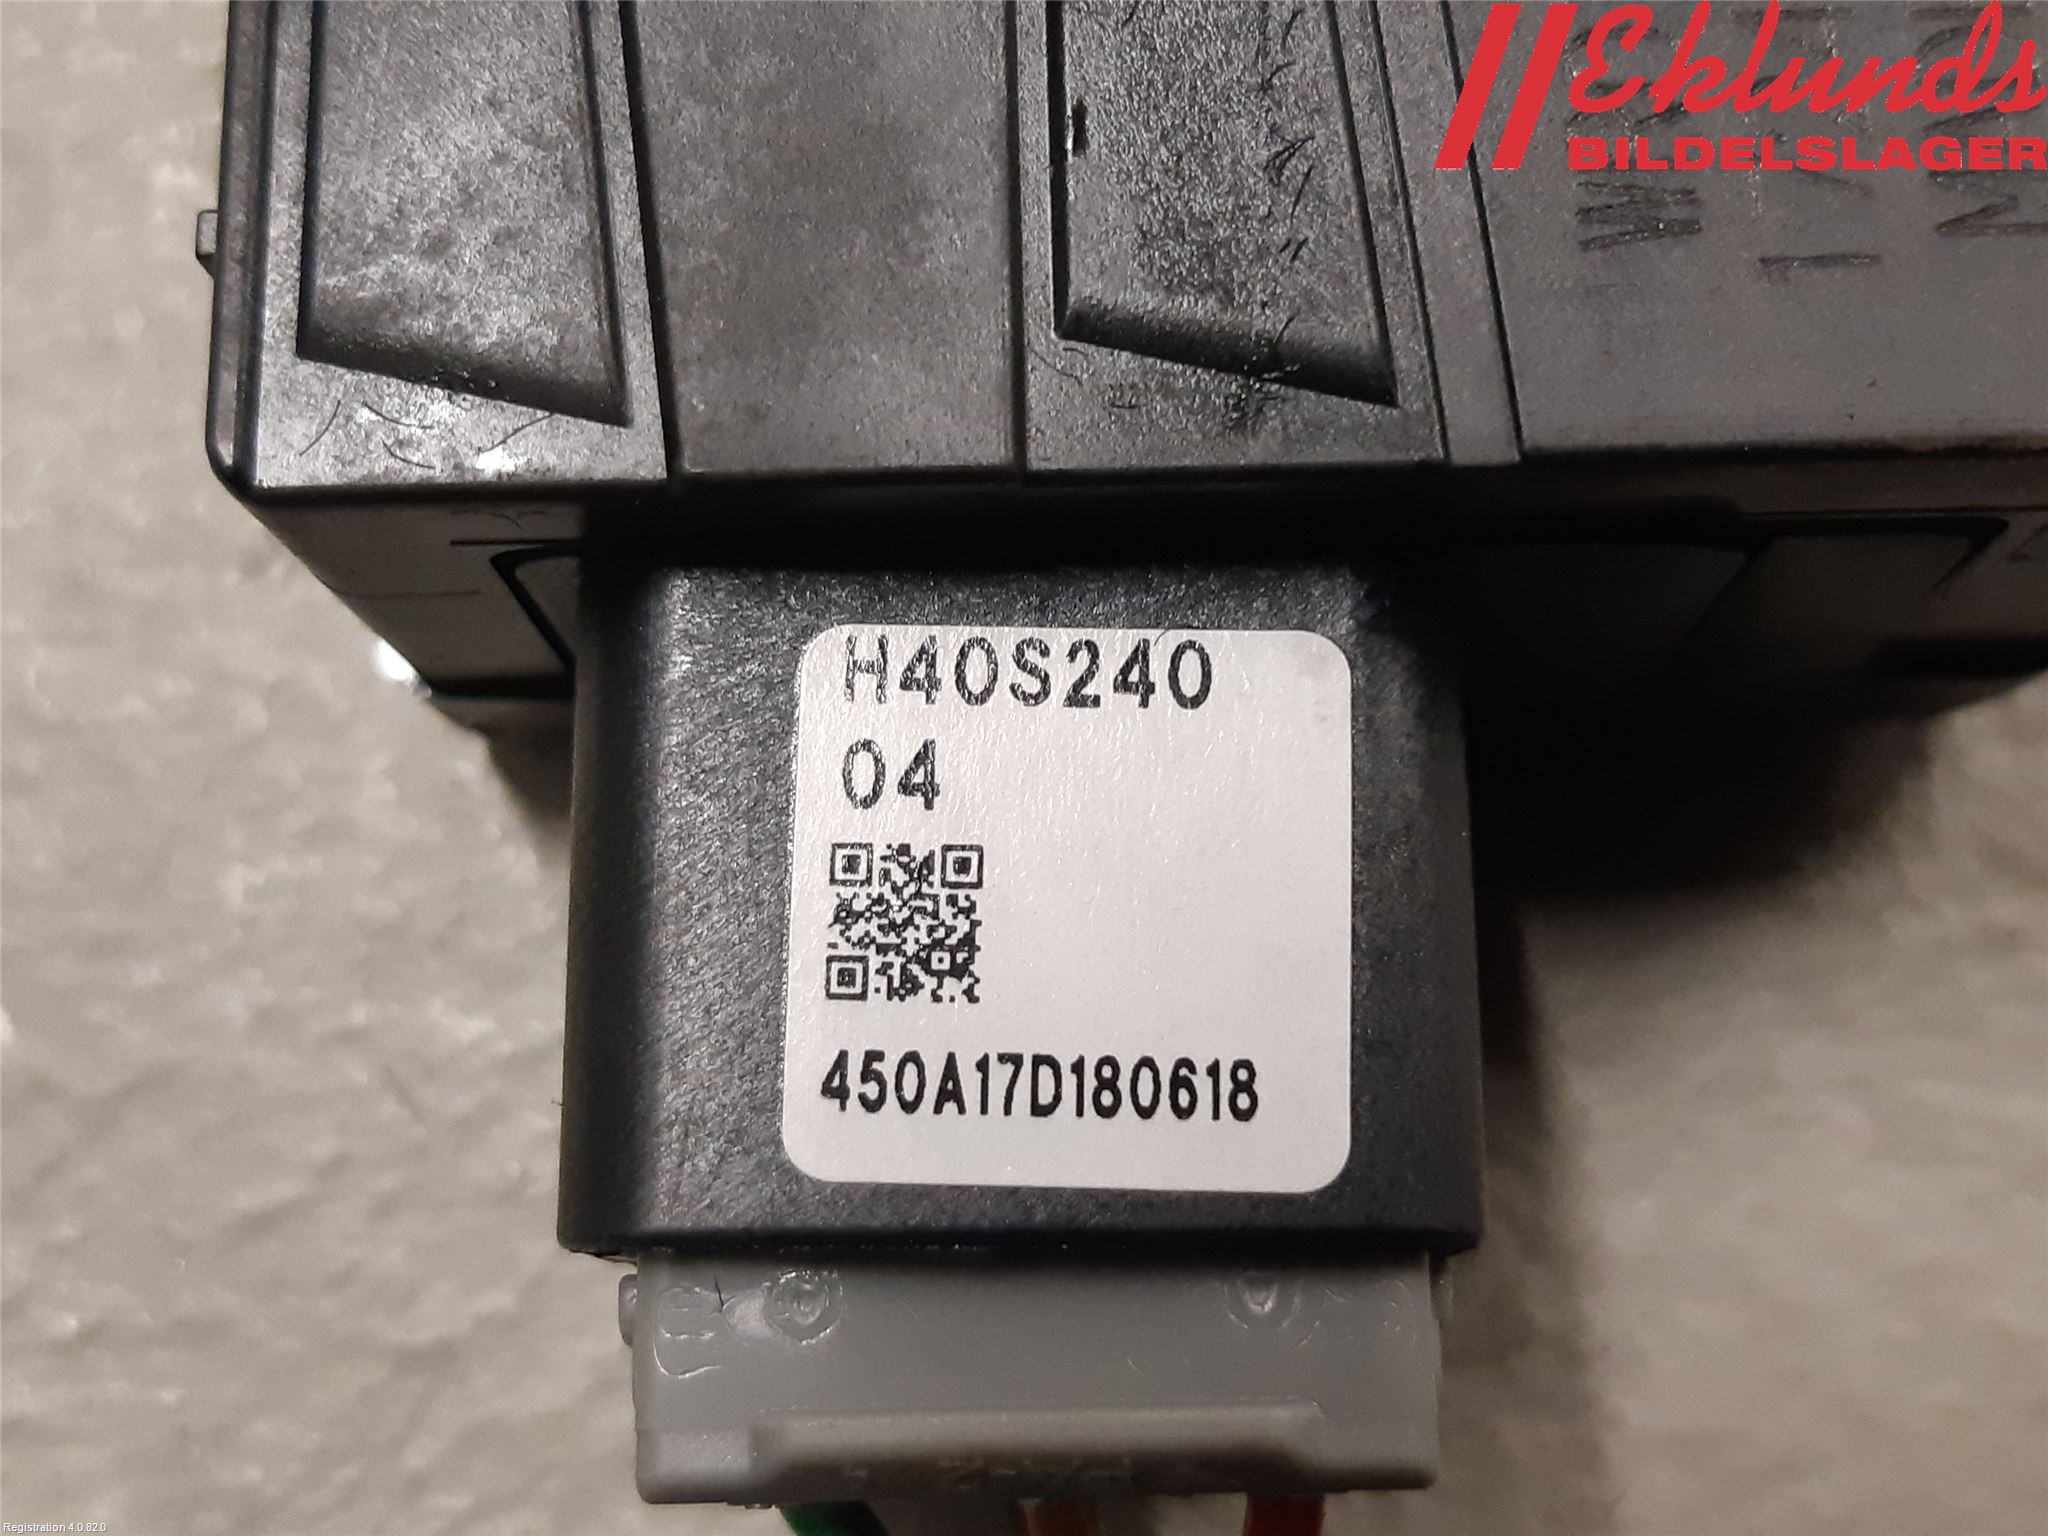 Eklunds
BILDELSLAGER
H40S240
04
450A17D180618
Registration 4.0.82.0